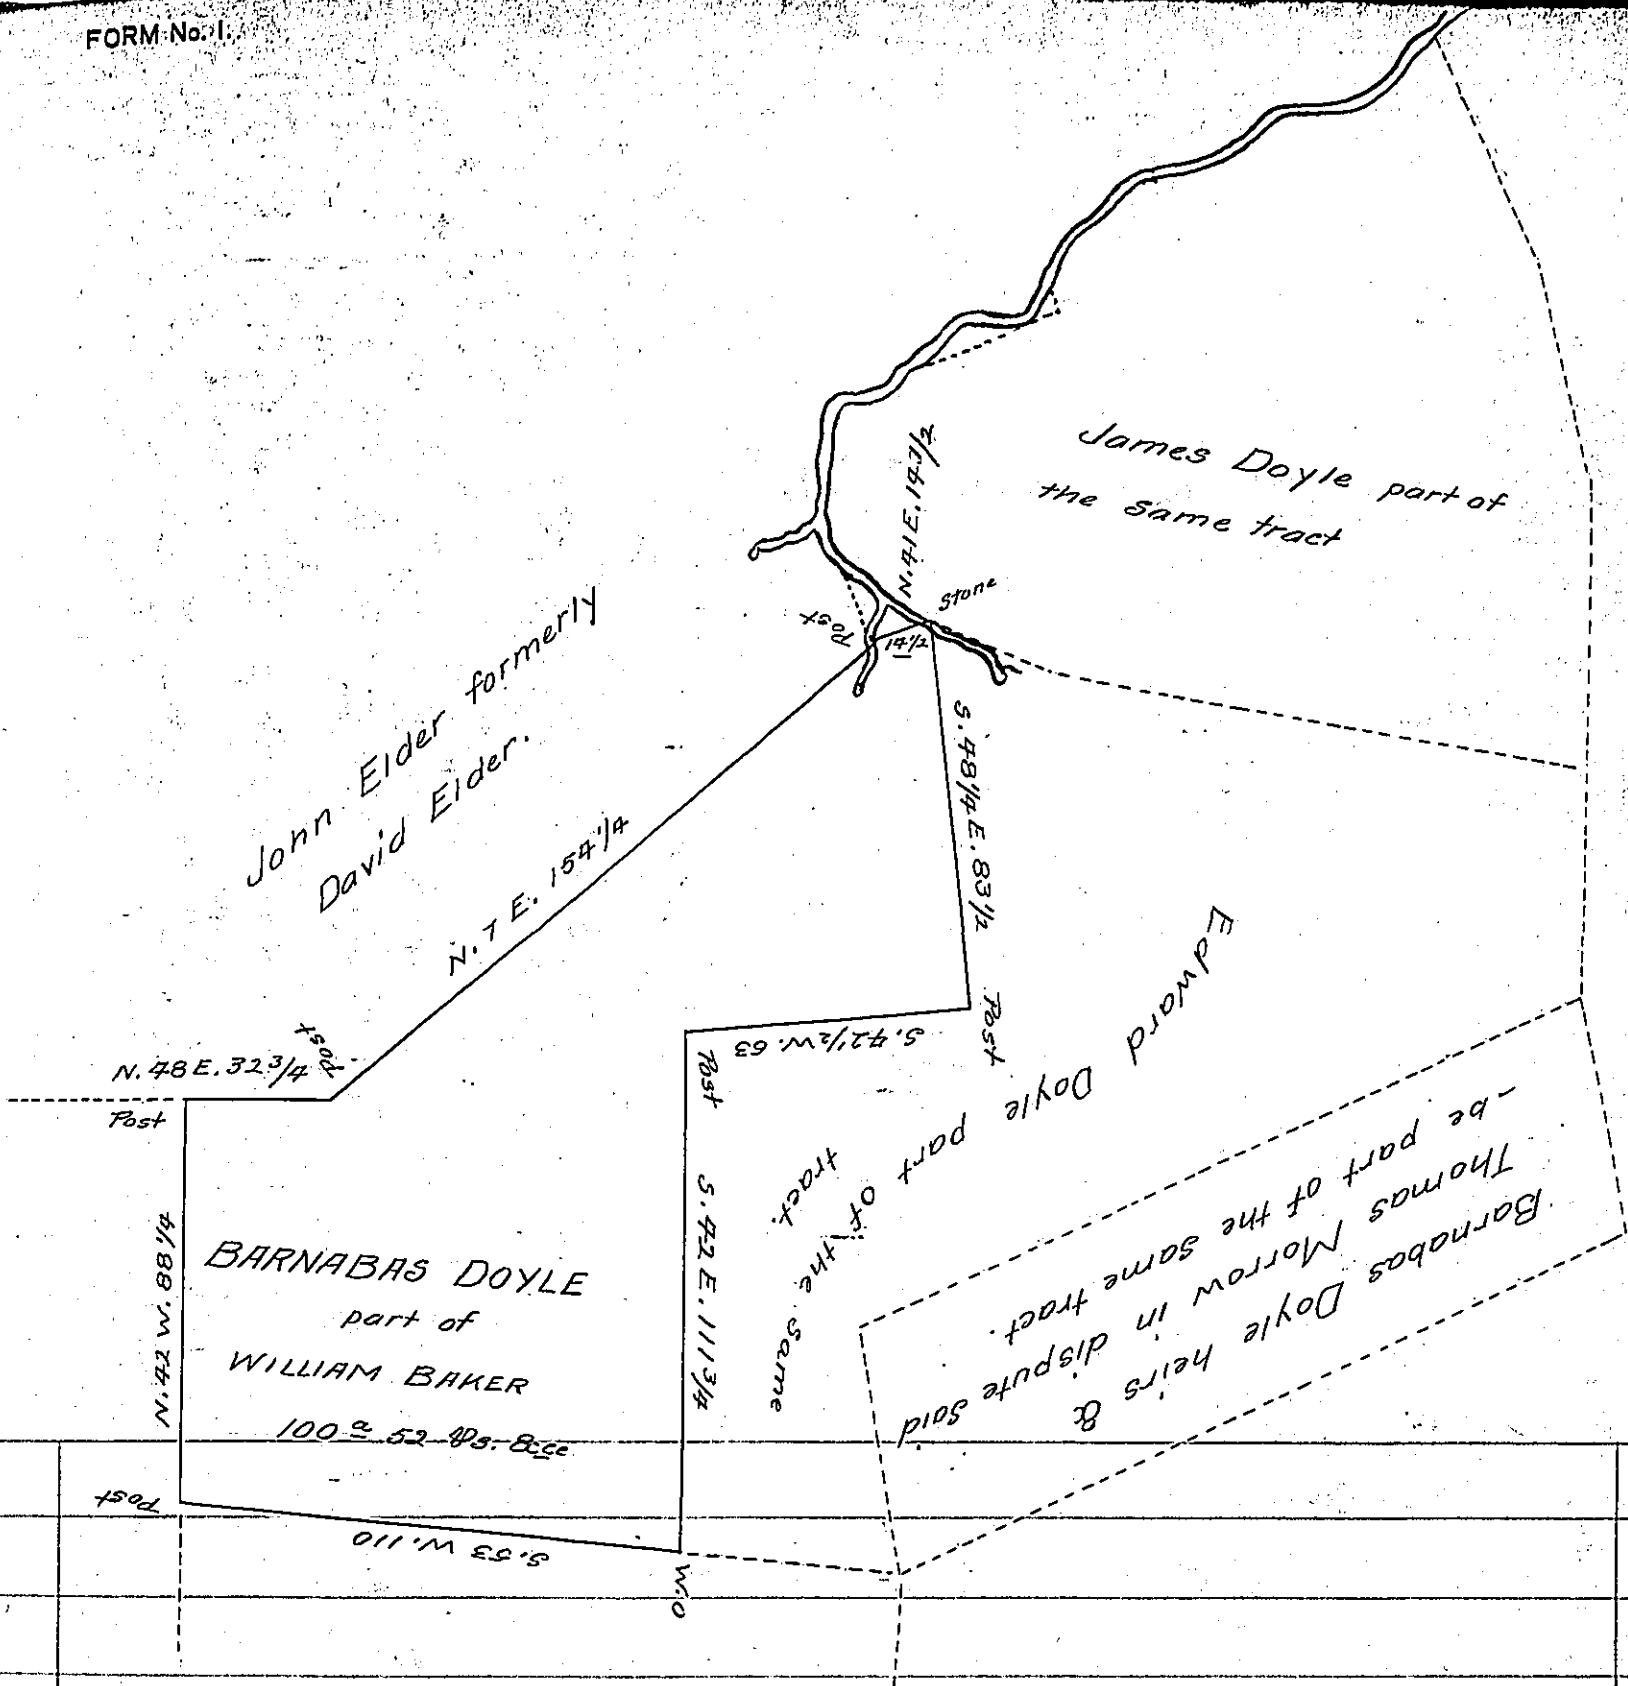 FORM No. 1.
James Doyle part of
the same tract
N. 41 E. 14 3/2
Stone
Post
14 1/2
John Elder formerly
David Elder.
N. 7 E. 154 1/4
S. 48 1/4 E. 83 1/2
Post
S. 42 1/2 W. 63
Post
N. 48 E. 32 3/4
Post
Post
Edward Doyle part of the Same
tract.
S. 42 E. 111 3/4
N. 42 W. 88 1/4
BARNABAS DOYLE
part of
WILLIAM BAKER
100 a 52 ps. &ce
Barnabas Doyle heirs &
Thomas Morrow in dispute said
be part of the same tract.
Post
S. 53 W. 110
W.O